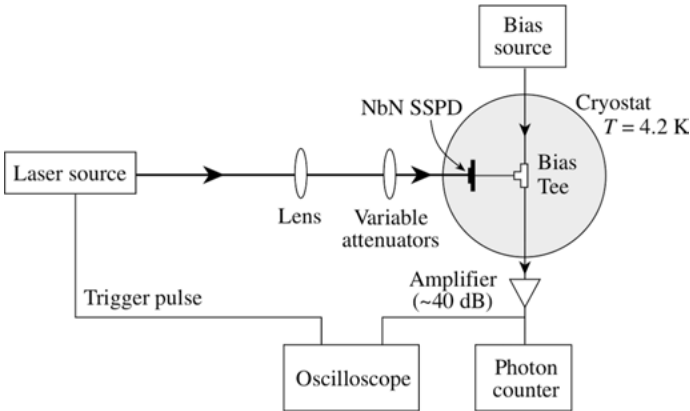 Bias
source
NbN SSPD
Cryostat
T = 4.2 K
Laser source
Bias
Tee
Lens
Variable
attenuators
Amplifier
(~40 dB)
Trigger pulse
Oscilloscope
Photon
counter